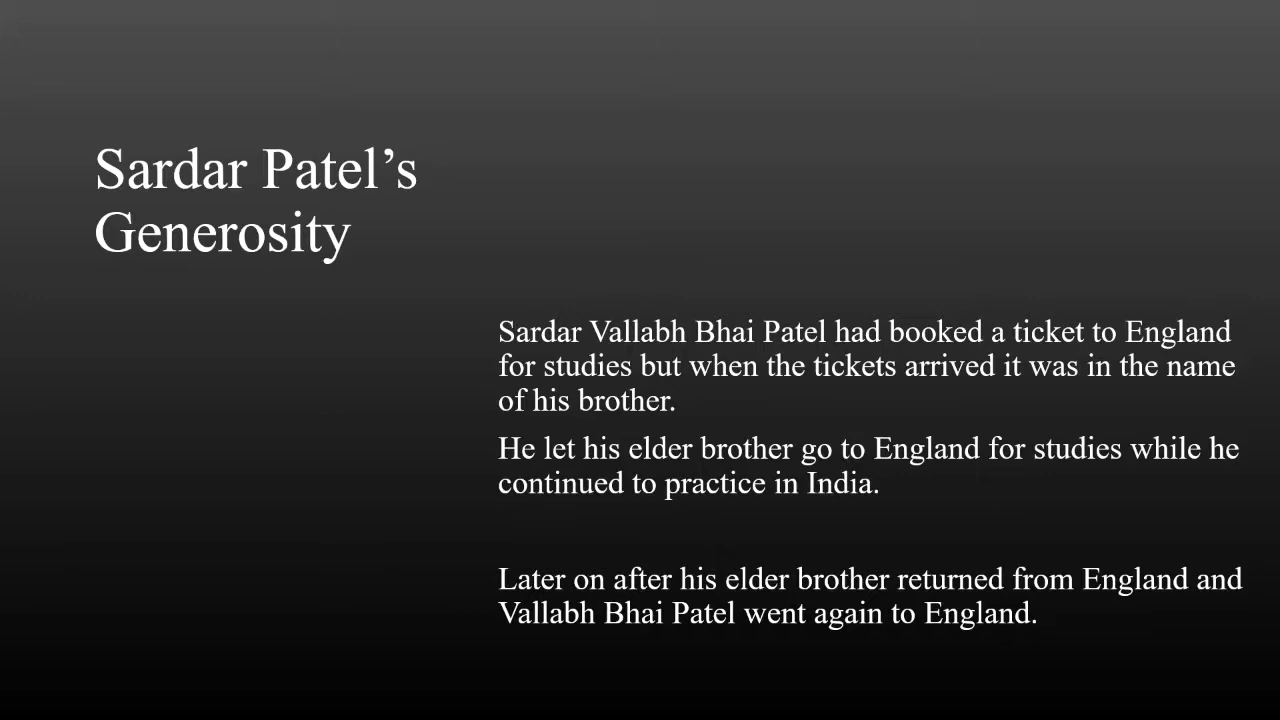 Sardar Patel’s
Generosity
Sardar Vallabh Bhai Patel had booked a ticket to England
for studies but when the tickets arrived it was in the name
of his brother.
He let his elder brother go to England for studies while he
continued to practice in India.
Later on after his elder brother returned from England and
Vallabh Bhai Patel went again to England.